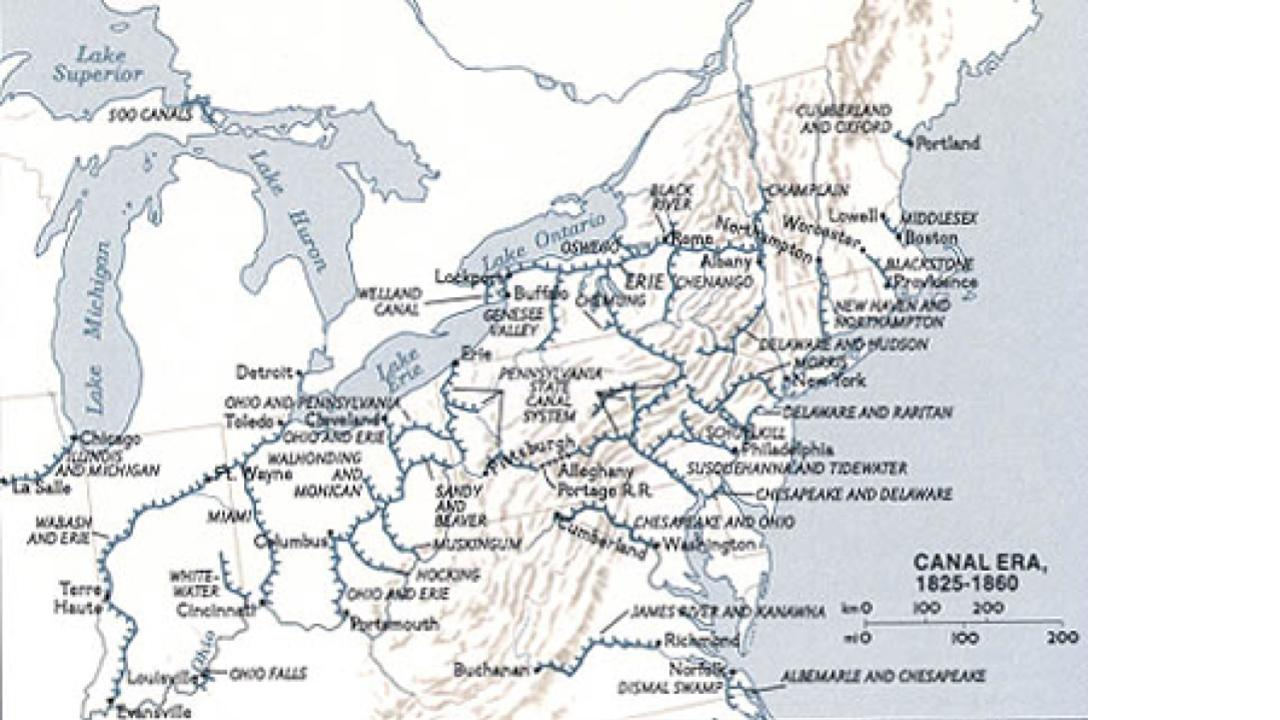 Lake
Superior
SOO CANALS
CUMBERLAND
AND OXFORD
Portland
Lake Huron
BLACK
RIVER
CHAMPLAIN
Lowell
MIDDLESEX
Lake Ontario
OSWEGO
Rome
Northampton
Worcester
Boston
Lake Michigan
Lockport
Albany
BLACKSTONE
Buffalo
ERIE
CHENANGO
Providence
WELLAND
CANAL
CHEMUNG
GENESEE
VALLEY
NEW HAVEN AND
NORTHAMPTON
DELAWARE AND HUDSON
Lake
Erie
Erie
MORRIS
Detroit
PENNSYLVANIA
STATE
CANAL
SYSTEM
New York
OHIO AND PENNSYLVANIA
DELAWARE AND RARITAN
Toledo
Cleveland
OHIO AND ERIE
SCHUYLKILL
Chicago
ILLINOIS
AND MICHIGAN
WALHONDING
AND
MOHICAN
Pittsburgh
Philadelphia
Ft. Wayne
Alleghany
Portage R.R.
SUSQUEHANNA AND TIDEWATER
La Salle
SANDY
AND
BEAVER
CHESAPEAKE AND DELAWARE
MIAMI
WABASH
AND ERIE
CHESAPEAKE AND OHIO
Cumberland
Columbus
MUSKINGUM
Washington
CANAL ERA,
1825-1860
HOCKING
WHITE-
WATER
Terre
Haute
OHIO AND ERIE
Cincinnati
km 0 100 200
JAMES RIVER AND KANAWHA
Portsmouth
mi 0 100 200
Richmond
Ohio
Buchanan
Norfolk
Louisville
OHIO FALLS
ALBEMARLE AND CHESAPEAKE
DISMAL SWAMP
Evansville